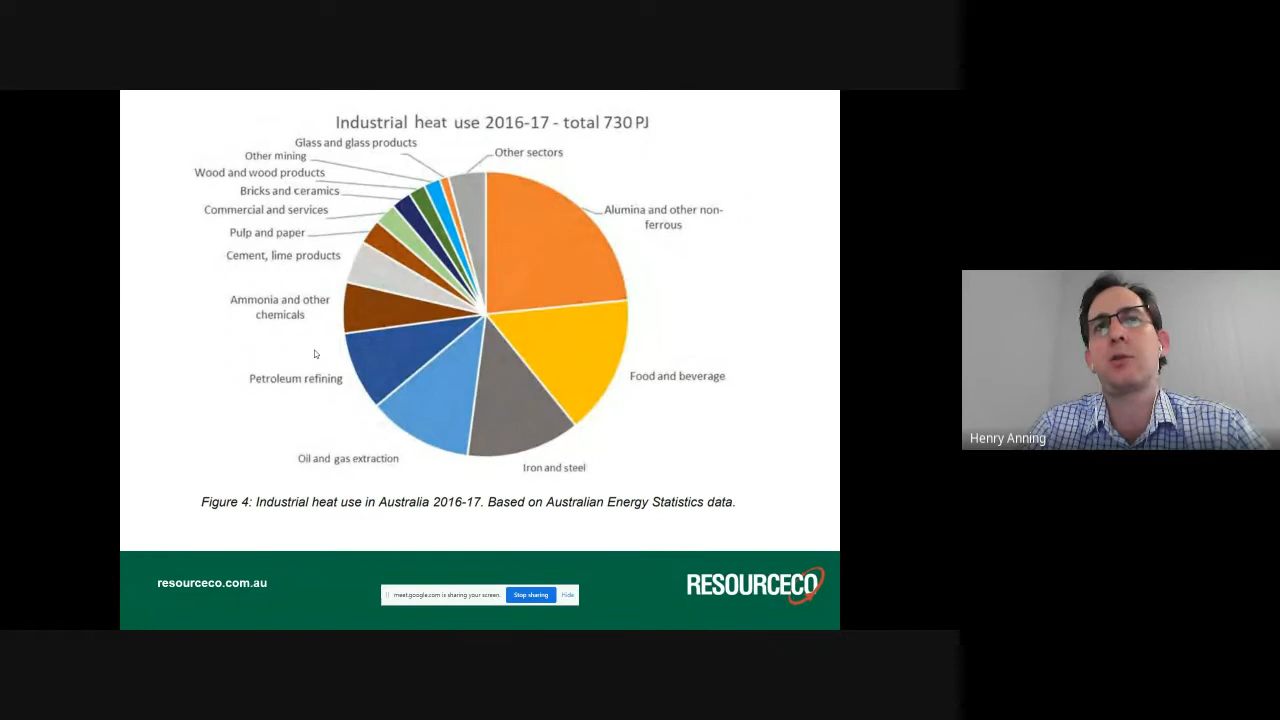 Industrial heat use 2016-17 - total 730 PJ
Glass and glass products
Other sectors
Other mining
Wood and wood products
Bricks and ceramics
Commercial and services
Alumina and other non-
ferrous
Pulp and paper
Cement, lime products
Ammonia and other
chemicals
Petroleum refining
Food and beverage
Oil and gas extraction
Iron and steel
Figure 4: Industrial heat use in Australia 2016-17. Based on Australian Energy Statistics data.
resourceco.com.au
meet.google.com is sharing your screen.
Stop sharing
Hide
RESOURCECO
Henry Anning